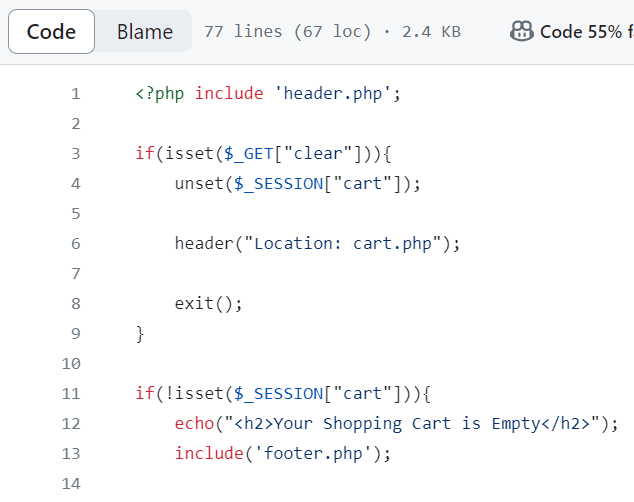 Code Blame 77 lines (67 loc) · 2.4 KB Code 55%
1 <?php include 'header.php';
2
3 if(isset($_GET["clear"])){
4 unset($_SESSION["cart"]);
5
6 header("Location: cart.php");
7
8 exit();
9 }
10
11 if(!isset($_SESSION["cart"])){
12 echo("<h2>Your Shopping Cart is Empty</h2>");
13 include('footer.php');
14